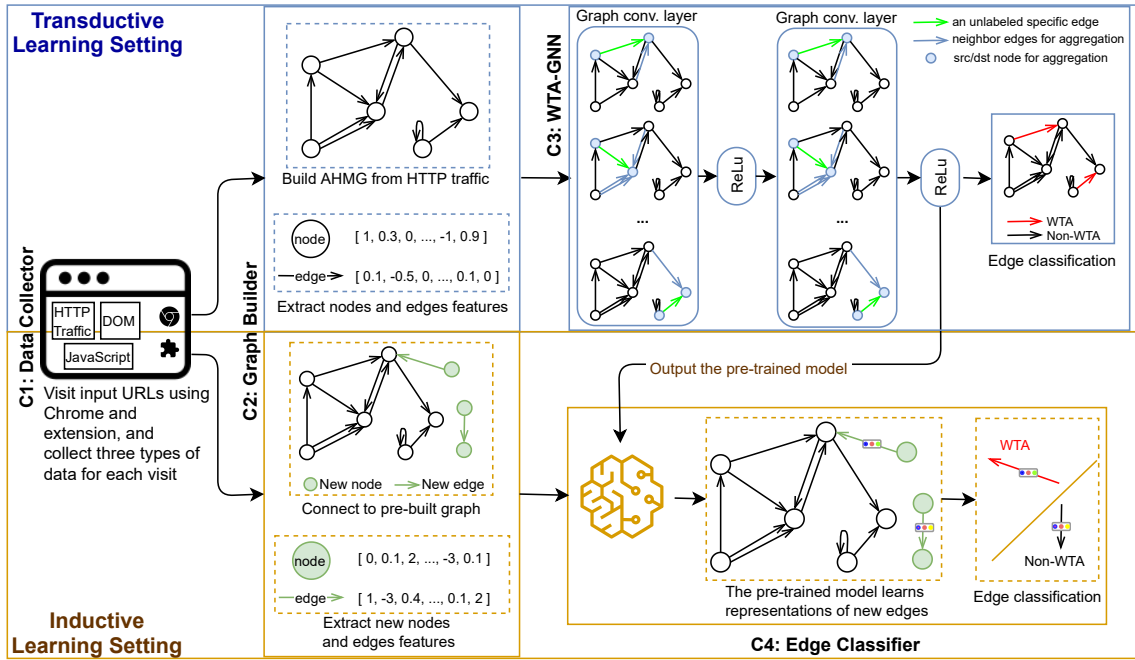 Transductive
Learning Setting
C1: Data Collector
HTTP
Traffic
DOM
JavaScript
Visit input URLs using
Chrome and
extension, and
collect three types of
data for each visit
C2: Graph Builder
Build AHMG from HTTP traffic
node
[ 1, 0.3, 0, ..., -1, 0.9 ]
edge
[ 0.1, -0.5, 0, ..., 0.1, 0 ]
Extract nodes and edges features
C3: WTA-GNN
Graph conv. layer
...
ReLu
Graph conv. layer
...
ReLu
an unlabeled specific edge
neighbor edges for aggregation
src/dst node for aggregation
WTA
Non-WTA
Edge classification
New node
New edge
Connect to pre-built graph
node
[ 0, 0.1, 2, ..., -3, 0.1 ]
edge
[ 1, -3, 0.4, ..., 0.1, 2 ]
Extract new nodes
and edges features
Output the pre-trained model
The pre-trained model learns
representations of new edges
WTA
Non-WTA
Edge classification
C4: Edge Classifier
Inductive
Learning Setting